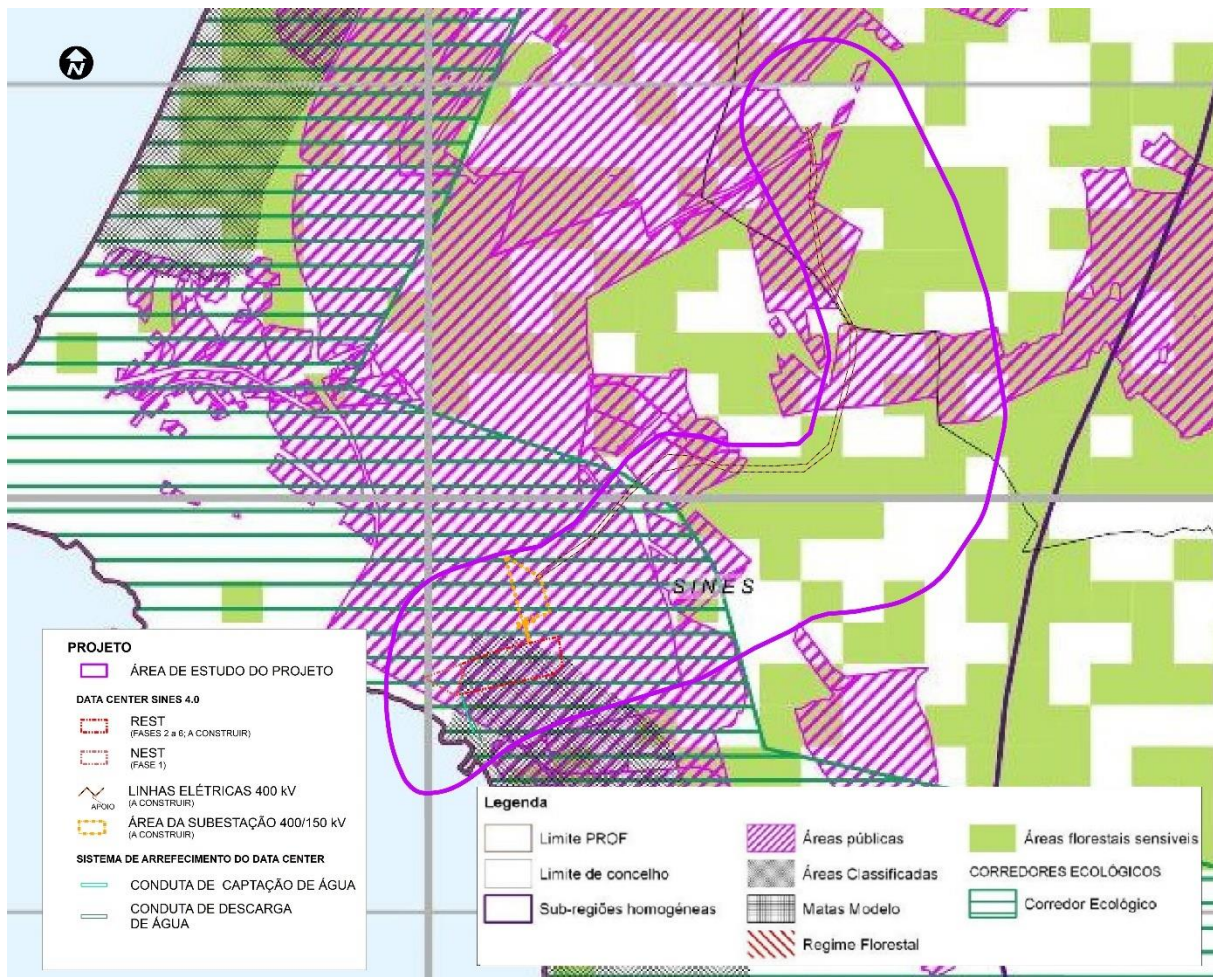 N
SINES
PROJETO
ÁREA DE ESTUDO DO PROJETO
DATA CENTER SINES 4.0
REST
(FASES 2 a 6; A CONSTRUIR)
NEST
(FASE 1)
LINHAS ELÉTRICAS 400 kV
(A CONSTRUIR)
APOIO
ÁREA DA SUBESTAÇÃO 400/150 kV
(A CONSTRUIR)
SISTEMA DE ARREFECIMENTO DO DATA CENTER
CONDUTA DE CAPTAÇÃO DE ÁGUA
CONDUTA DE DESCARGA
DE ÁGUA
Legenda
Limite PROF
Limite de concelho
Sub-regiões homogéneas
Áreas públicas
Áreas Classificadas
Matas Modelo
Regime Florestal
Áreas florestais sensíveis
CORREDORES ECOLÓGICOS
Corredor Ecológico